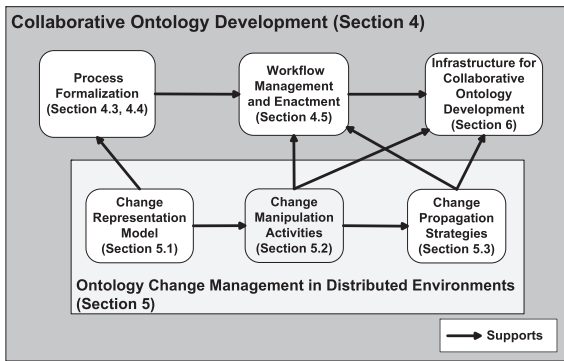 Collaborative Ontology Development (Section 4)
Process
Formalization
(Section 4.3, 4.4)
Workflow
Management
and Enactment
(Section 4.5)
Infrastructure for
Collaborative
Ontology
Development
(Section 6)
Change
Representation
Model
(Section 5.1)
Change
Manipulation
Activities
(Section 5.2)
Change
Propagation
Strategies
(Section 5.3)
Ontology Change Management in Distributed Environments
(Section 5)
Supports